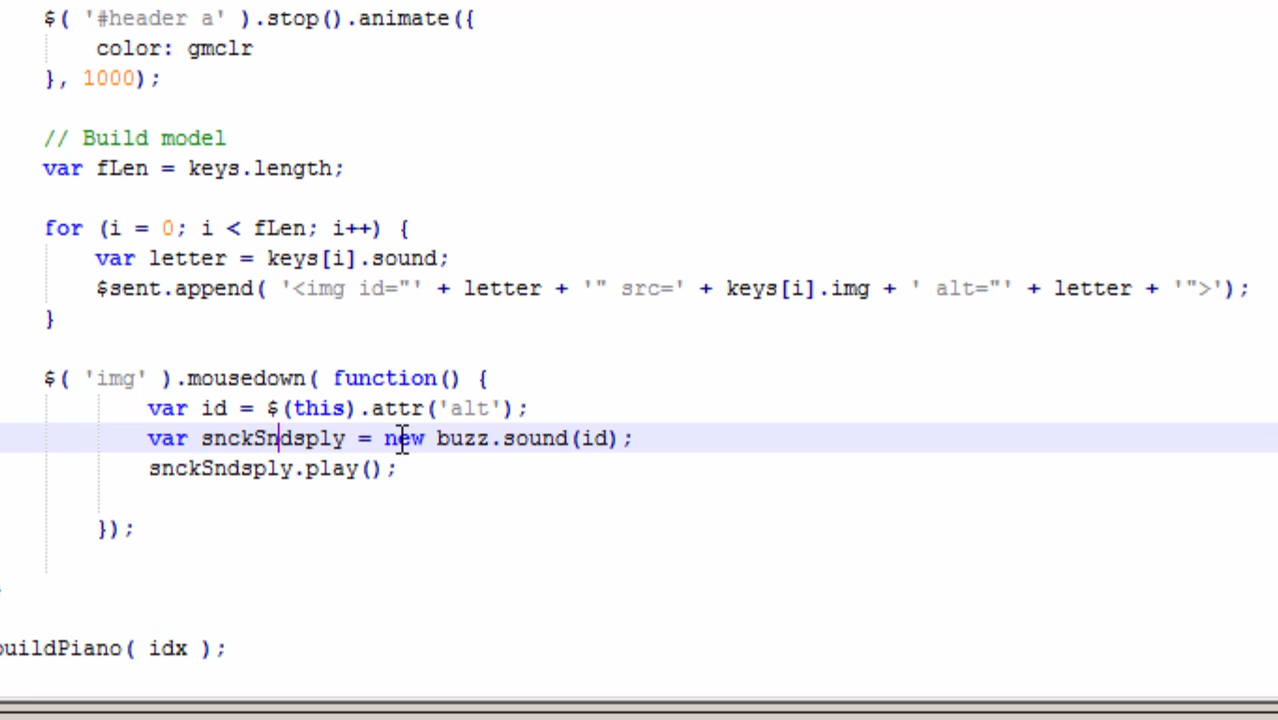 $( '#header a' ).stop().animate({
color: gmclr
}, 1000);
// Build model
var fLen = keys.length;
for (i = 0; i < fLen; i++) {
var letter = keys[i].sound;
$sent.append( '<img id="' + letter + '" src=' + keys[i].img + ' alt="' + letter + '">');
}
$( 'img' ).mousedown( function() {
var id = $(this).attr('alt');
var snckSndsply = new buzz.sound(id);
snckSndsply.play();
});
buildPiano( idx );